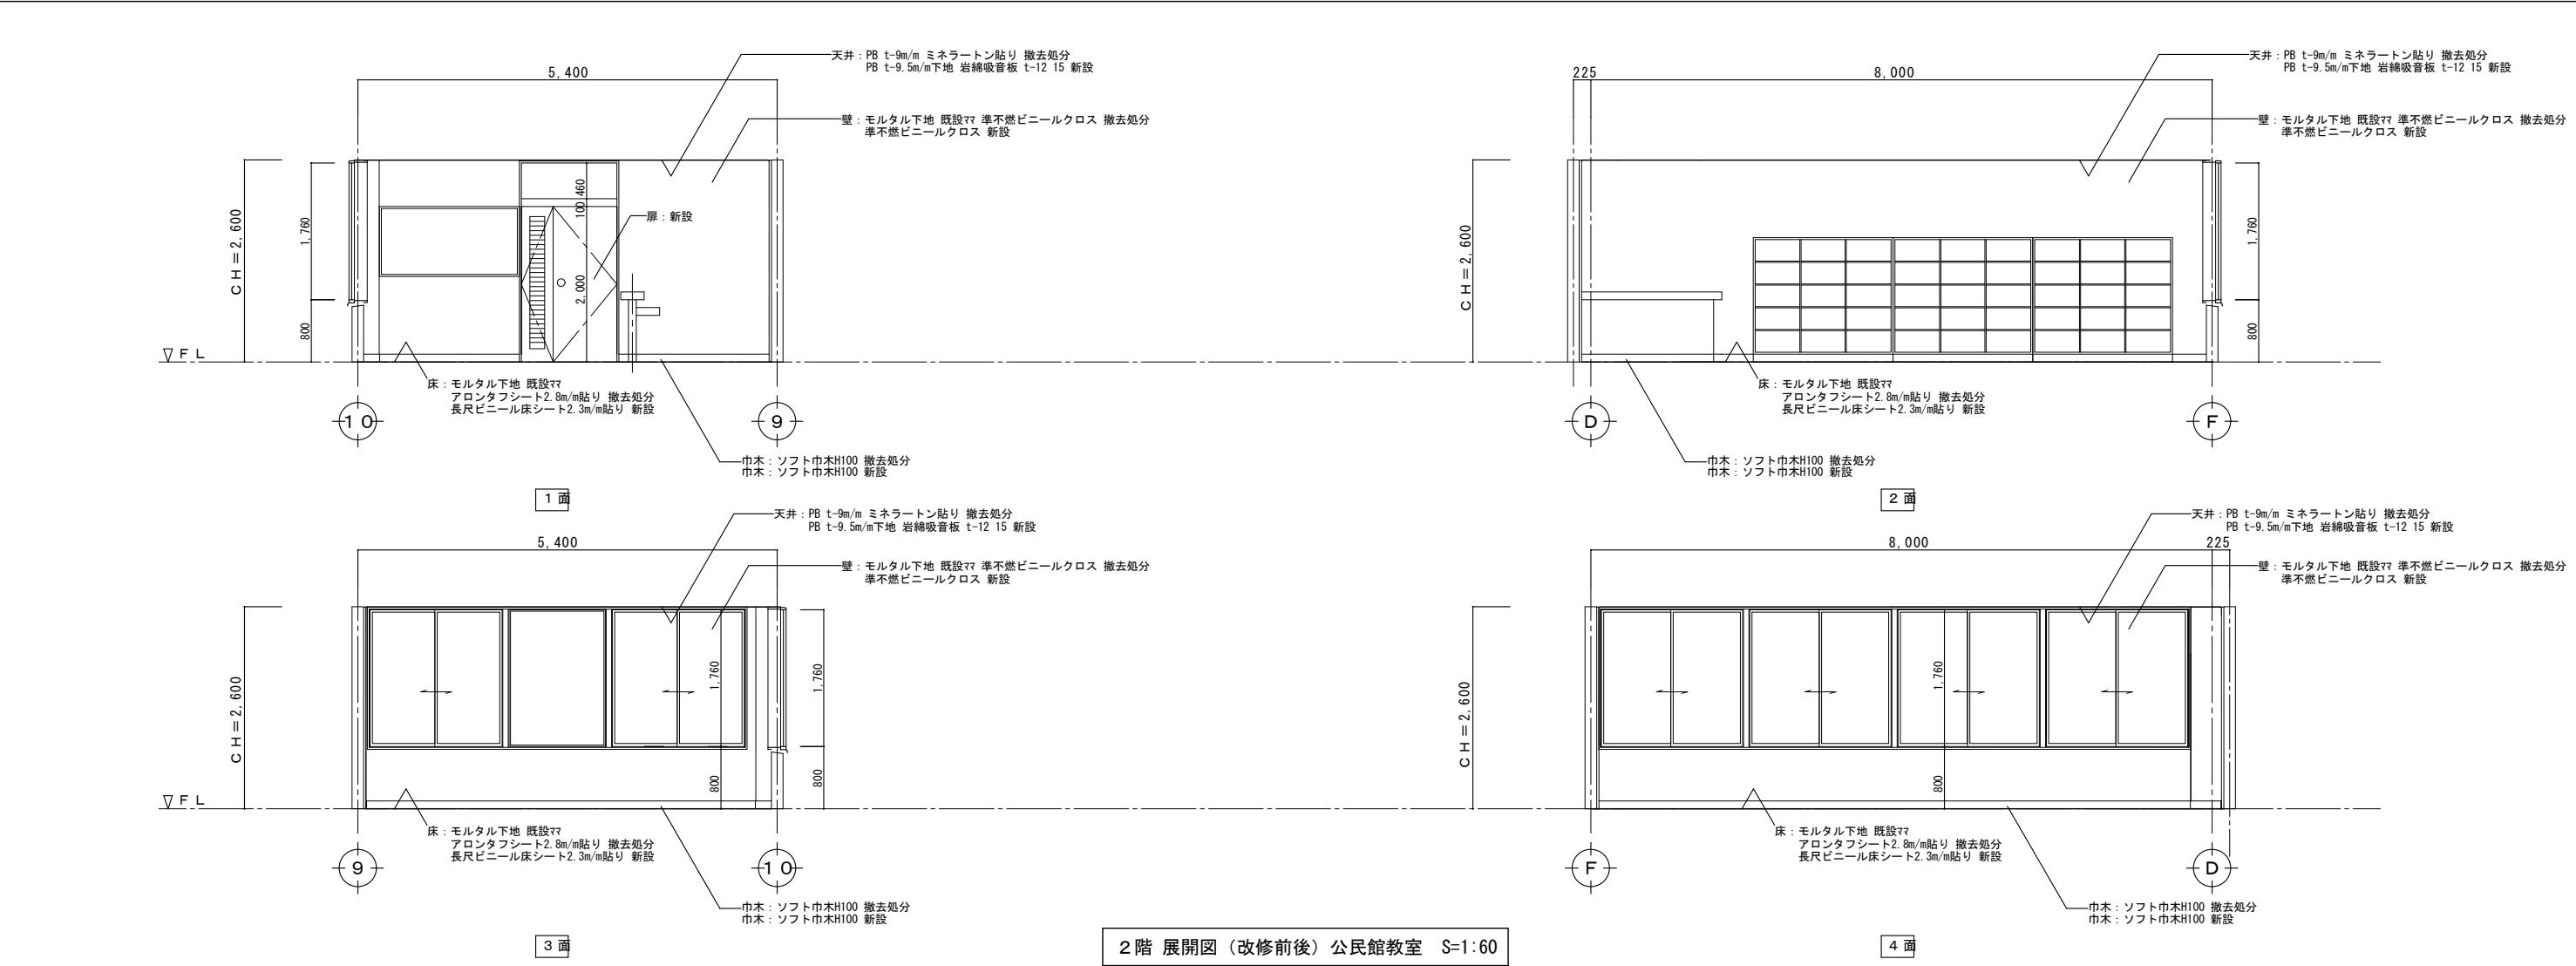 天井：PB t-9m/m ミネラートン貼り 撤去処分
PB t-9.5m/m下地 岩綿吸音板 t-12 15 新設
5,400
壁：モルタル下地 既設ママ 準不燃ビニールクロス 撤去処分
準不燃ビニールクロス 新設
CH=2,600
1,760
800
460
100
2,000
扉：新設
▽FL
床：モルタル下地 既設ママ
アロンタフシート2.8m/m貼り 撤去処分
長尺ビニール床シート2.3m/m貼り 新設
10
9
巾木：ソフト巾木H100 撤去処分
巾木：ソフト巾木H100 新設
1面
天井：PB t-9m/m ミネラートン貼り 撤去処分
PB t-9.5m/m下地 岩綿吸音板 t-12 15 新設
225
8,000
壁：モルタル下地 既設ママ 準不燃ビニールクロス 撤去処分
準不燃ビニールクロス 新設
CH=2,600
1,760
800
床：モルタル下地 既設ママ
アロンタフシート2.8m/m貼り 撤去処分
長尺ビニール床シート2.3m/m貼り 新設
D
F
巾木：ソフト巾木H100 撤去処分
巾木：ソフト巾木H100 新設
2面
天井：PB t-9m/m ミネラートン貼り 撤去処分
PB t-9.5m/m下地 岩綿吸音板 t-12 15 新設
5,400
壁：モルタル下地 既設ママ 準不燃ビニールクロス 撤去処分
準不燃ビニールクロス 新設
CH=2,600
1,760
800
1,760
800
▽FL
床：モルタル下地 既設ママ
アロンタフシート2.8m/m貼り 撤去処分
長尺ビニール床シート2.3m/m貼り 新設
9
10
巾木：ソフト巾木H100 撤去処分
巾木：ソフト巾木H100 新設
3面
天井：PB t-9m/m ミネラートン貼り 撤去処分
PB t-9.5m/m下地 岩綿吸音板 t-12 15 新設
8,000
225
壁：モルタル下地 既設ママ 準不燃ビニールクロス 撤去処分
準不燃ビニールクロス 新設
CH=2,600
1,760
800
床：モルタル下地 既設ママ
アロンタフシート2.8m/m貼り 撤去処分
長尺ビニール床シート2.3m/m貼り 新設
F
D
巾木：ソフト巾木H100 撤去処分
巾木：ソフト巾木H100 新設
4面
2階 展開図（改修前後）公民館教室 S=1:60